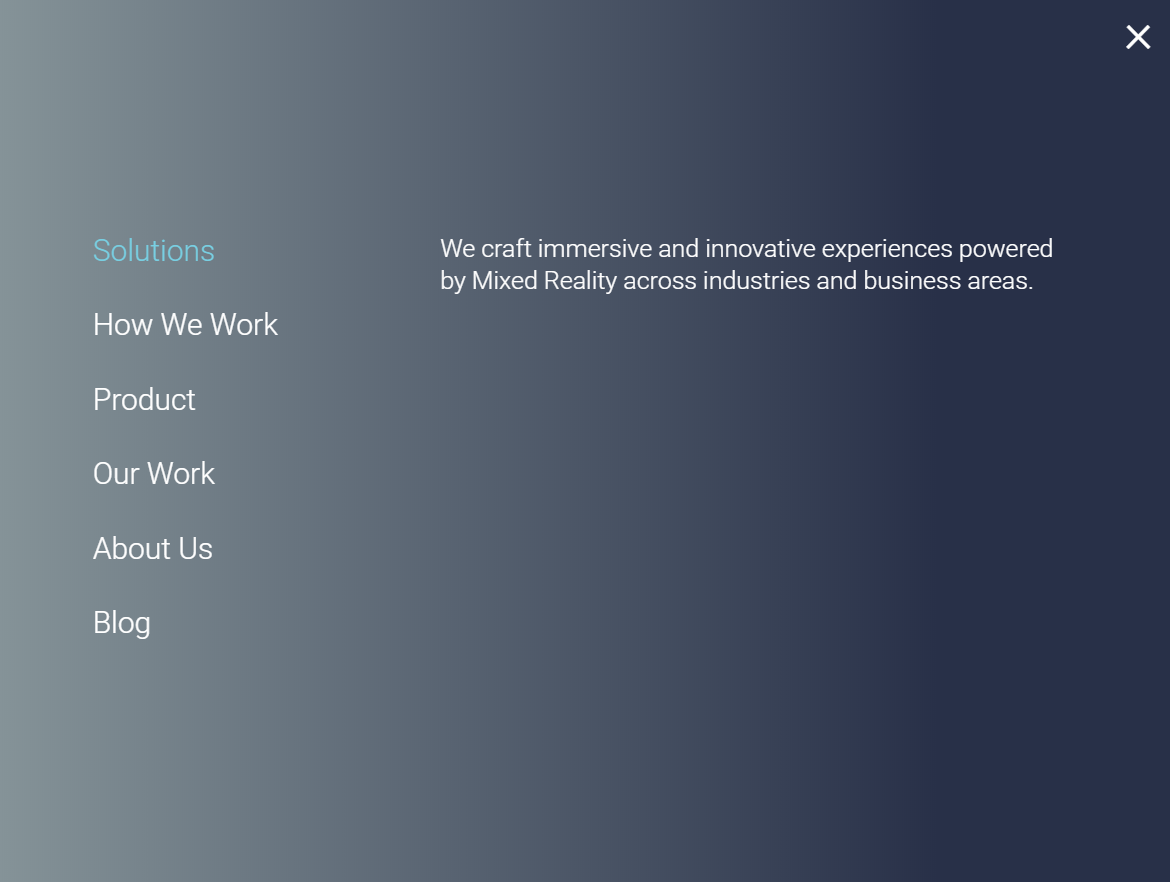 Solutions
How We Work
Product
Our Work
About Us
Blog
We craft immersive and innovative experiences powered
by Mixed Reality across industries and business areas.